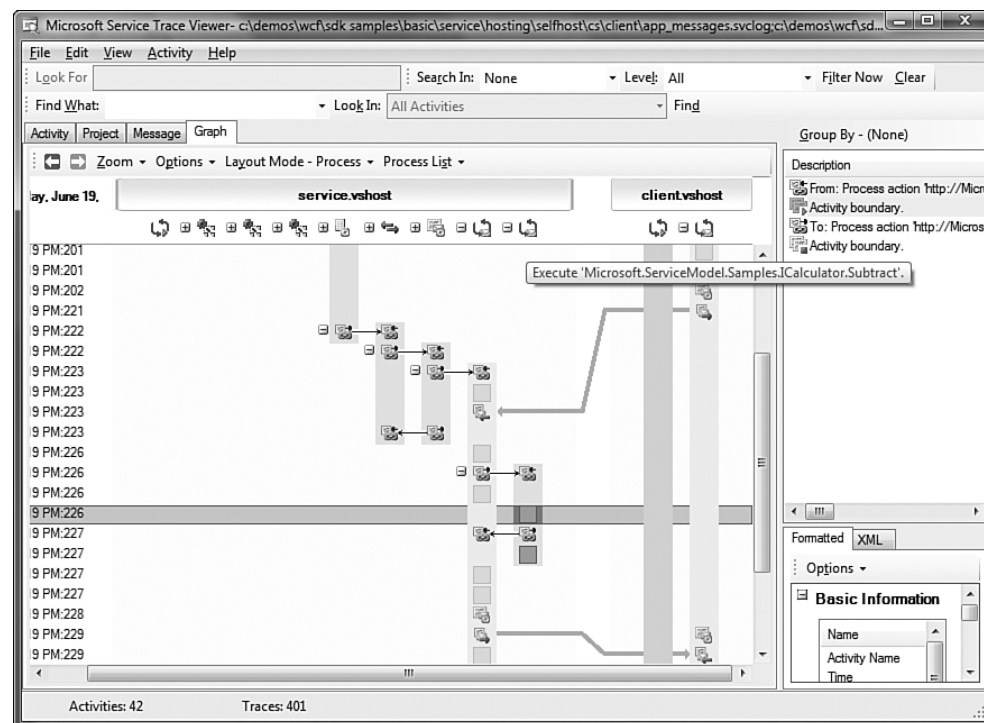 Microsoft Service Trace Viewer- c:\demos\wcf\sdk samples\basic\service\hosting\selfhost\cs\client\app_messages.svclog;c:\demos\wcf\sd...
File Edit View Activity Help
Look For Search In: None Level: All Filter Now Clear
Find What: Look In: All Activities Find
Activity Project Message Graph
Zoom Options Layout Mode - Process Process List
ay, June 19, service.vshost client.vshost
9 PM:201
9 PM:201
9 PM:202
9 PM:221
9 PM:222
9 PM:222
9 PM:223
9 PM:223
9 PM:223
9 PM:223
9 PM:226
9 PM:226
9 PM:226
9 PM:226
9 PM:227
9 PM:227
9 PM:227
9 PM:227
9 PM:228
9 PM:229
9 PM:229
Execute 'Microsoft.ServiceModel.Samples.ICalculator.Subtract'.
Group By - (None)
Description
From: Process action 'http://Micr
Activity boundary.
To: Process action 'http://Micros
Activity boundary.
Formatted XML
Options
Basic Information
Name
Activity Name
Time
Activities: 42 Traces: 401